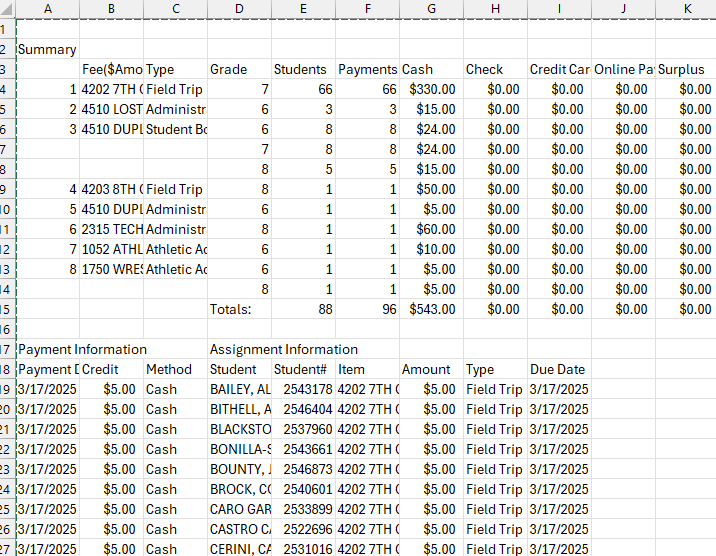 A B C D E F G H I J K
1
2 Summary
3 Fee($Amo Type Grade Students Payments Cash Check Credit Car Online Pa Surplus
4 1 4202 7TH Field Trip 7 66 66 $330.00 $0.00 $0.00 $0.00 $0.00
5 2 4510 LOST Administr 6 3 3 $15.00 $0.00 $0.00 $0.00 $0.00
6 3 4510 DUPL Student Bo 6 8 8 $24.00 $0.00 $0.00 $0.00 $0.00
7 7 8 8 $24.00 $0.00 $0.00 $0.00 $0.00
8 8 5 5 $15.00 $0.00 $0.00 $0.00 $0.00
9 4 4203 8TH Field Trip 8 1 1 $50.00 $0.00 $0.00 $0.00 $0.00
10 5 4510 DUPL Administr 6 1 1 $5.00 $0.00 $0.00 $0.00 $0.00
11 6 2315 TECH Administr 8 1 1 $60.00 $0.00 $0.00 $0.00 $0.00
12 7 1052 ATHL Athletic Ac 6 1 1 $10.00 $0.00 $0.00 $0.00 $0.00
13 8 1750 WRES Athletic Ac 6 1 1 $5.00 $0.00 $0.00 $0.00 $0.00
14 8 1 1 $5.00 $0.00 $0.00 $0.00 $0.00
15 Totals: 88 96 $543.00 $0.00 $0.00 $0.00 $0.00
16
17 Payment Information Assignment Information
18 Payment D Credit Method Student Student# Item Amount Type Due Date
19 3/17/2025 $5.00 Cash BAILEY, AL 2543178 4202 7TH $5.00 Field Trip 3/17/2025
20 3/17/2025 $5.00 Cash BITHELL, A 2546404 4202 7TH $5.00 Field Trip 3/17/2025
21 3/17/2025 $5.00 Cash BLACKSTO 2537960 4202 7TH $5.00 Field Trip 3/17/2025
22 3/17/2025 $5.00 Cash BONILLA-S 2543661 4202 7TH $5.00 Field Trip 3/17/2025
23 3/17/2025 $5.00 Cash BOUNTY, J 2546873 4202 7TH $5.00 Field Trip 3/17/2025
24 3/17/2025 $5.00 Cash BROCK, CO 2540601 4202 7TH $5.00 Field Trip 3/17/2025
25 3/17/2025 $5.00 Cash CARO GAR 2533899 4202 7TH $5.00 Field Trip 3/17/2025
26 3/17/2025 $5.00 Cash CASTRO CA 2522696 4202 7TH $5.00 Field Trip 3/17/2025
27 3/17/2025 $5.00 Cash CERINI, CA 2531016 4202 7TH $5.00 Field Trip 3/17/2025